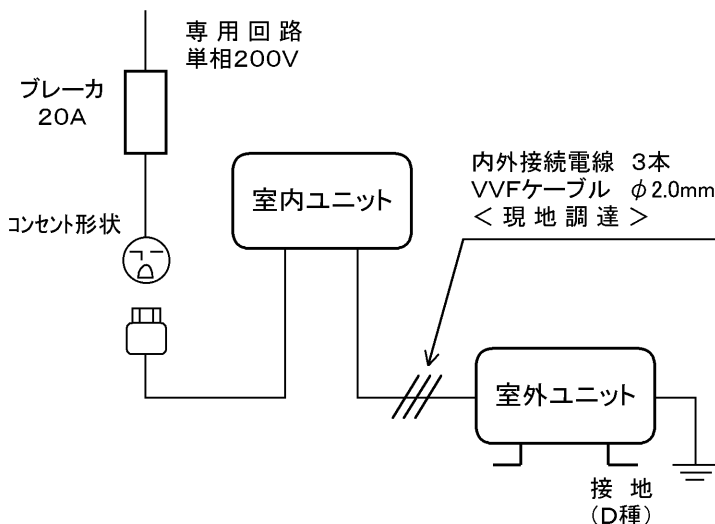 専用回路
単相200V
ブレーカ
20A
コンセント形状
室内ユニット
内外接続電線 3本
VVFケーブル φ2.0mm
＜現地調達＞
室外ユニット
接地
（D種）